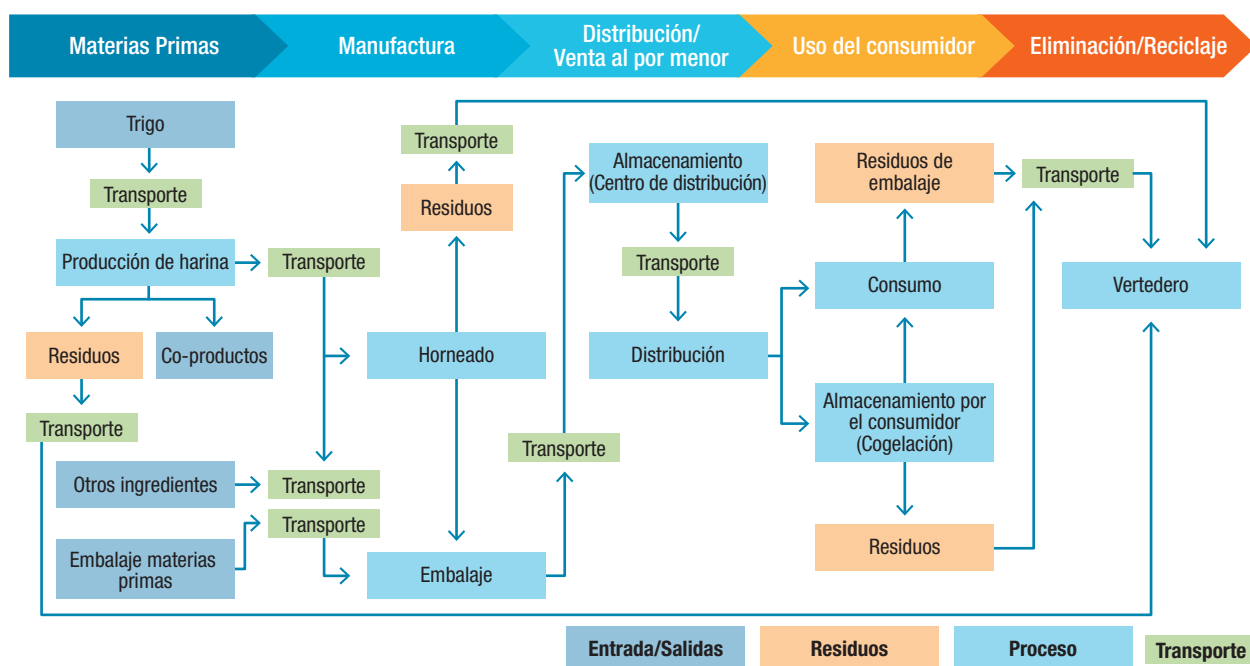 Materias Primas
Manufactura
Distribución/
Venta al por menor
Uso del consumidor
Eliminación/Reciclaje
Trigo
Transporte
Producción de harina
Transporte
Residuos
Co-productos
Transporte
Otros ingredientes
Transporte
Embalaje materias
primas
Transporte
Transporte
Residuos
Horneado
Embalaje
Transporte
Almacenamiento
(Centro de distribución)
Transporte
Distribución
Residuos de
embalaje
Consumo
Almacenamiento por
el consumidor
(Cogelación)
Residuos
Transporte
Vertedero
Entrada/Salidas
Residuos
Proceso
Transporte